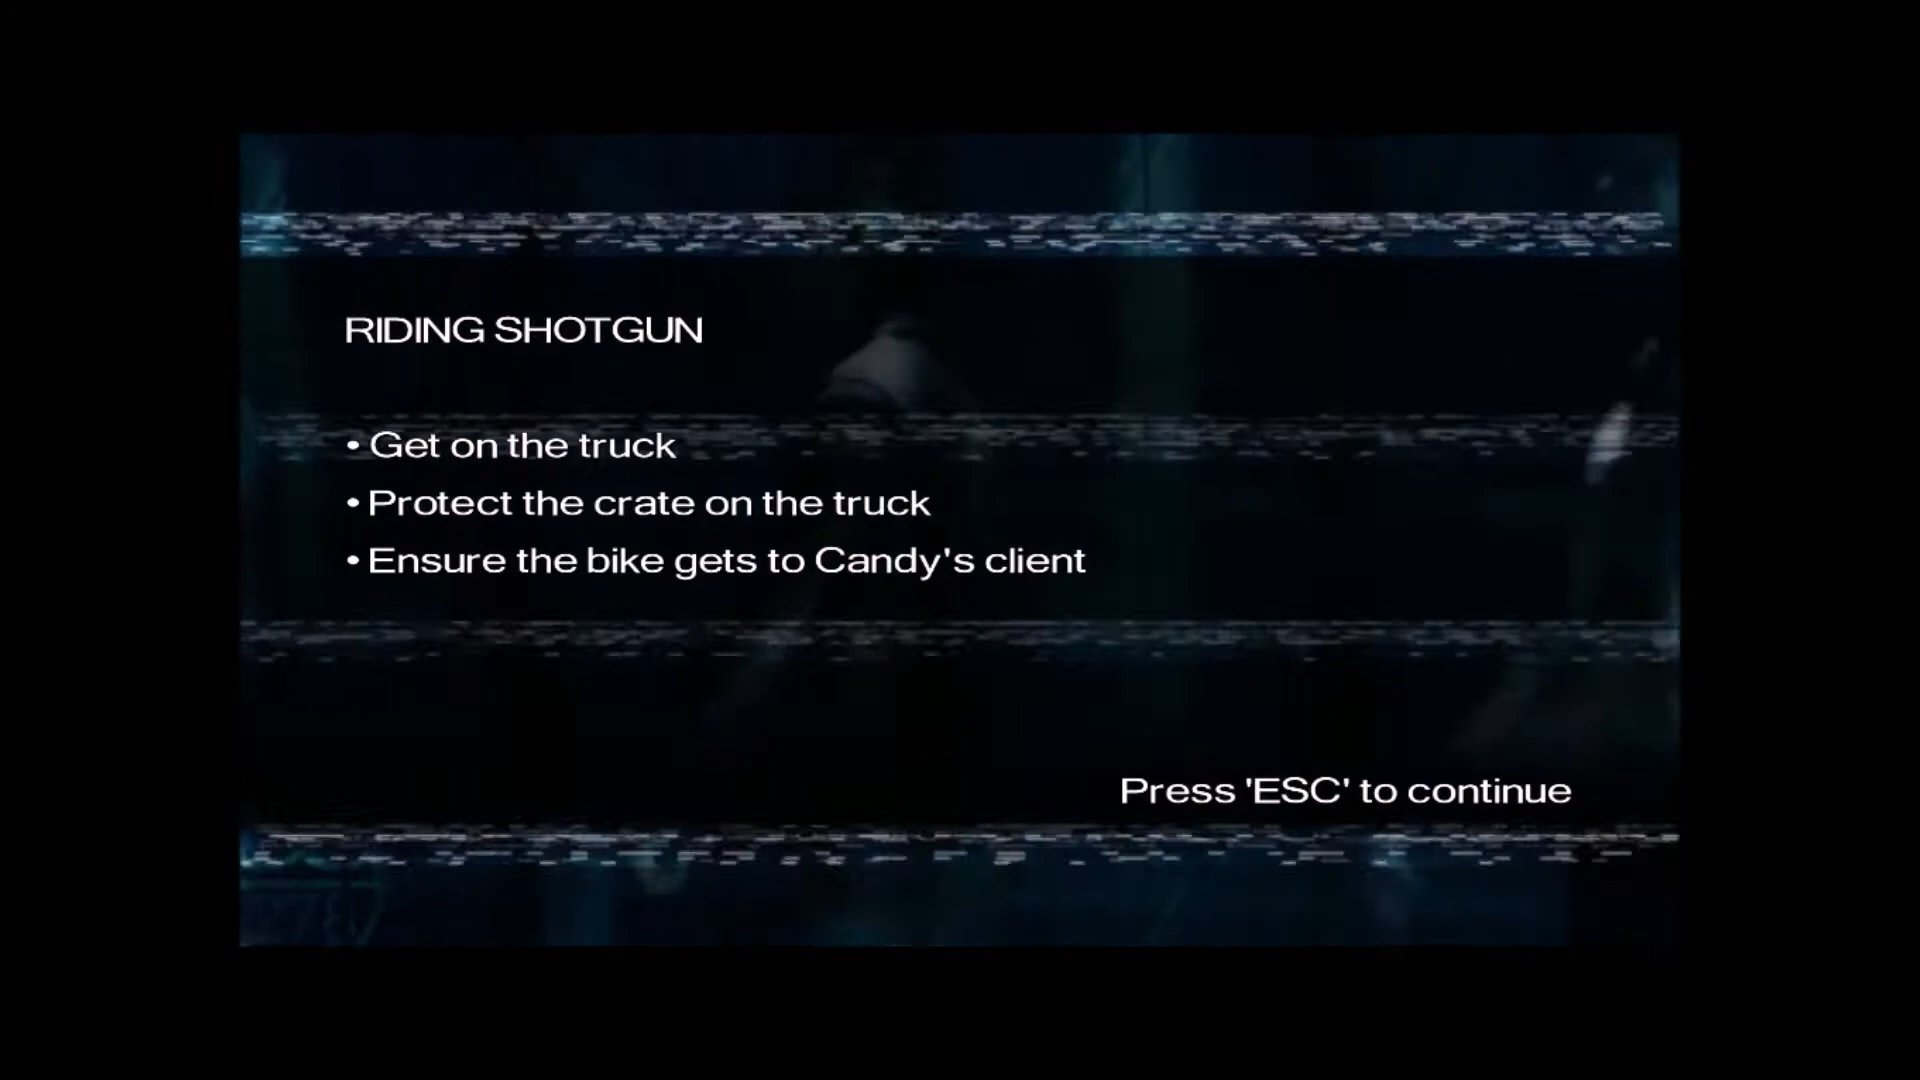 RIDING SHOTGUN
• Get on the truck
• Protect the crate on the truck
• Ensure the bike gets to Candy's client
Press 'ESC' to continue